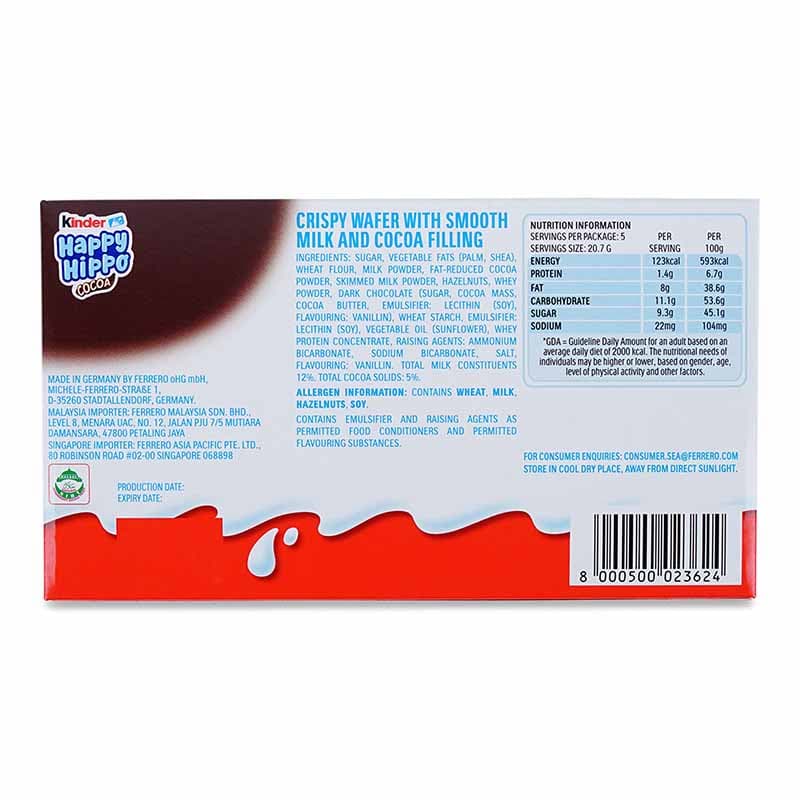 Kinder
Happy
Hippo
COCOA
MADE IN GERMANY BY FERRERO oHG mbH,
MICHELE-FERRERO-STRAßE 1,
D-35260 STADTALLENDORF, GERMANY.
MALAYSIA IMPORTER: FERRERO MALAYSIA SDN. BHD.,
LEVEL 8, MENARA UAC, NO. 12, JALAN PJU 7/5 MUTIARA
DAMANSARA, 47800 PETALING JAYA
SINGAPORE IMPORTER: FERRERO ASIA PACIFIC PTE. LTD.,
80 ROBINSON ROAD #02-00 SINGAPORE 068898
PRODUCTION DATE:
EXPIRY DATE:
CRISPY WAFER WITH SMOOTH
MILK AND COCOA FILLING
INGREDIENTS: SUGAR, VEGETABLE FATS (PALM, SHEA),
WHEAT FLOUR, MILK POWDER, FAT-REDUCED COCOA
POWDER, SKIMMED MILK POWDER, HAZELNUTS, WHEY
POWDER, DARK CHOCOLATE (SUGAR, COCOA MASS,
COCOA BUTTER, EMULSIFIER: LECITHIN (SOY),
FLAVOURING: VANILLIN), WHEAT STARCH, EMULSIFIER:
LECITHIN (SOY), VEGETABLE OIL (SUNFLOWER), WHEY
PROTEIN CONCENTRATE, RAISING AGENTS: AMMONIUM
BICARBONATE, SODIUM BICARBONATE, SALT,
FLAVOURING: VANILLIN. TOTAL MILK CONSTITUENTS
12%. TOTAL COCOA SOLIDS: 5%.
ALLERGEN INFORMATION: CONTAINS WHEAT, MILK,
HAZELNUTS, SOY.
CONTAINS EMULSIFIER AND RAISING AGENTS AS
PERMITTED FOOD CONDITIONERS AND PERMITTED
FLAVOURING SUBSTANCES.
NUTRITION INFORMATION
SERVINGS PER PACKAGE: 5 PER PER
SERVINGS SIZE: 20.7 G SERVING 100g
ENERGY 123kcal 593kcal
PROTEIN 1.4g 6.7g
FAT 8g 38.6g
CARBOHYDRATE 11.1g 53.6g
SUGAR 9.3g 45.1g
SODIUM 22mg 104mg
*GDA = Guideline Daily Amount for an adult based on an
average daily diet of 2000 kcal. The nutritional needs of
individuals may be higher or lower, based on gender, age,
level of physical activity and other factors.
FOR CONSUMER ENQUIRIES: CONSUMER.SEA@FERRERO.COM
STORE IN COOL DRY PLACE, AWAY FROM DIRECT SUNLIGHT.
8 000500 023624